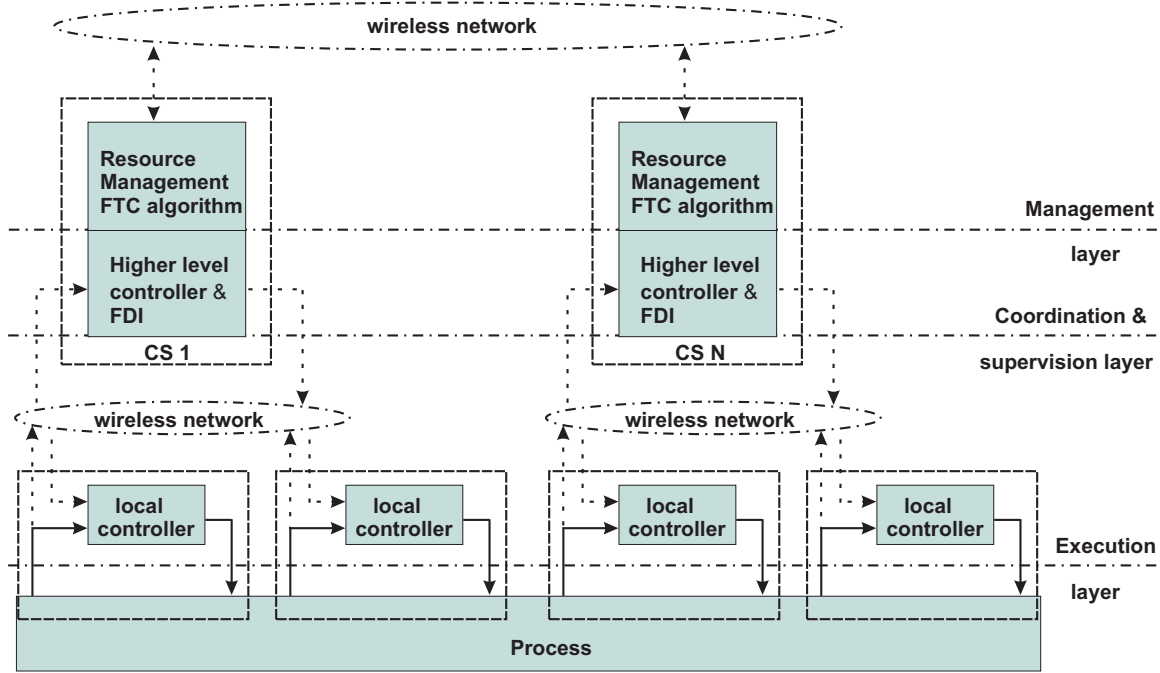 wireless network
Resource
Management
FTC algorithm
Resource
Management
FTC algorithm
Management
layer
Higher level
controller &
FDI
Higher level
controller &
FDI
Coordination &
supervision layer
CS 1
CS N
wireless network
wireless network
local
controller
local
controller
local
controller
local
controller
Execution
layer
Process